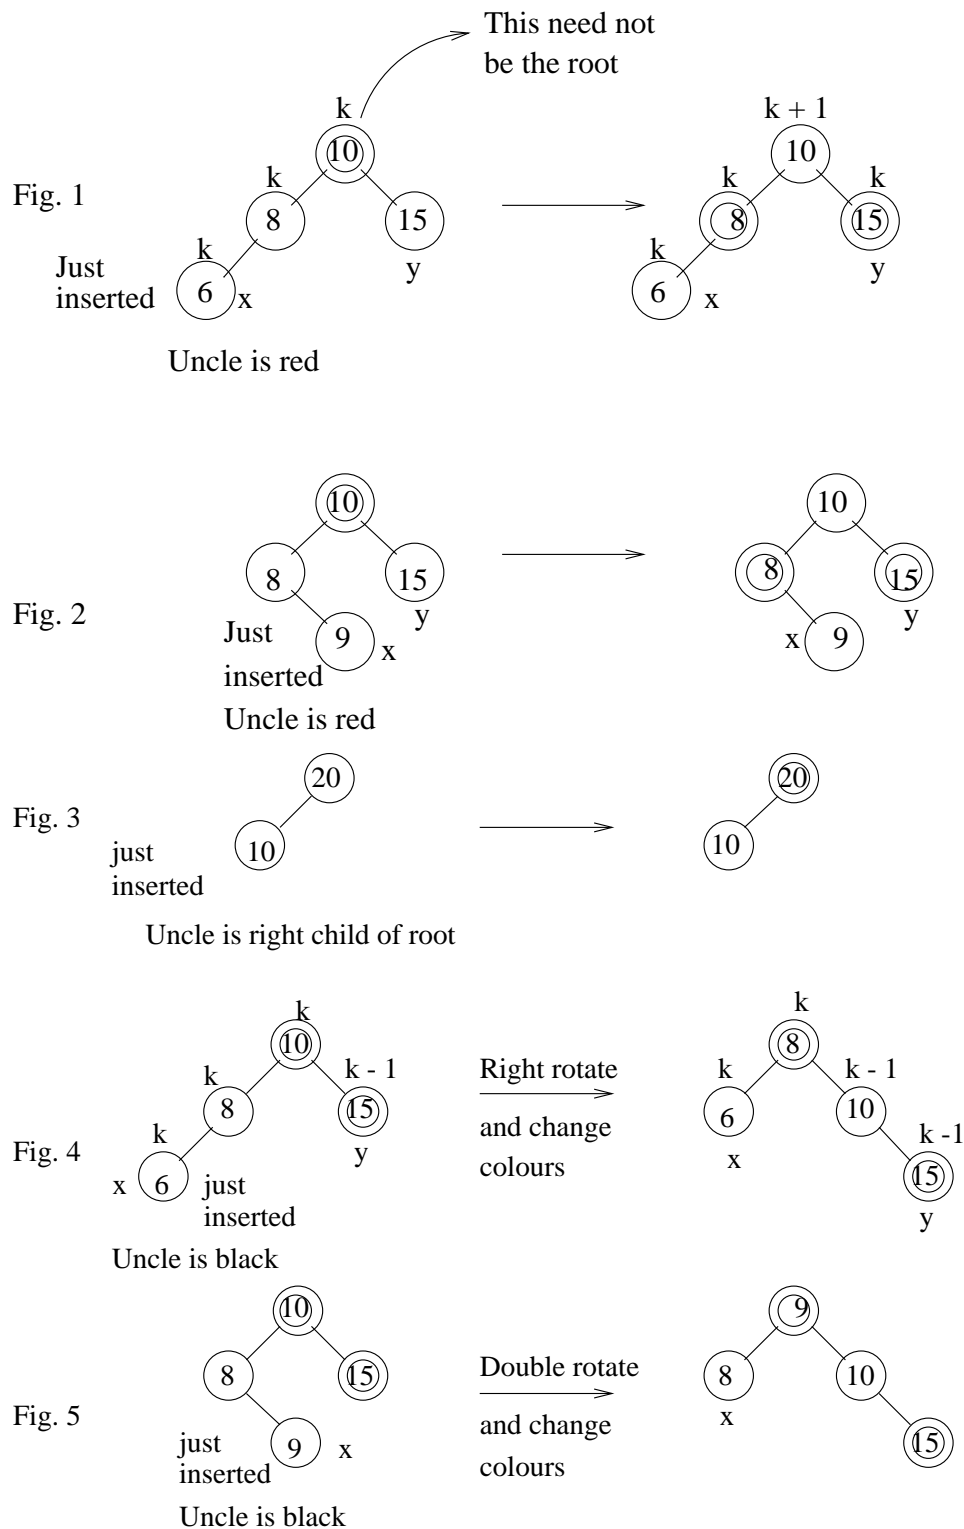 This need not
be the root
k
k + 1
10
10
Fig. 1
k
k
k
8
15
8
15
k
k
Just
inserted
6
x
y
6
x
y
Uncle is red
10
10
8
15
8
15
Fig. 2
y
y
Just
9
x
x
9
inserted
Uncle is red
20
20
Fig. 3
10
10
just
inserted
Uncle is right child of root
k
k
10
8
k
k - 1
Right rotate
k
k - 1
8
15
6
10
k
and change
k -1
Fig. 4
y
x
colours
x
6
just
15
inserted
y
Uncle is black
10
9
8
15
Double rotate
8
10
Fig. 5
x
and change
just
9
x
15
inserted
colours
Uncle is black